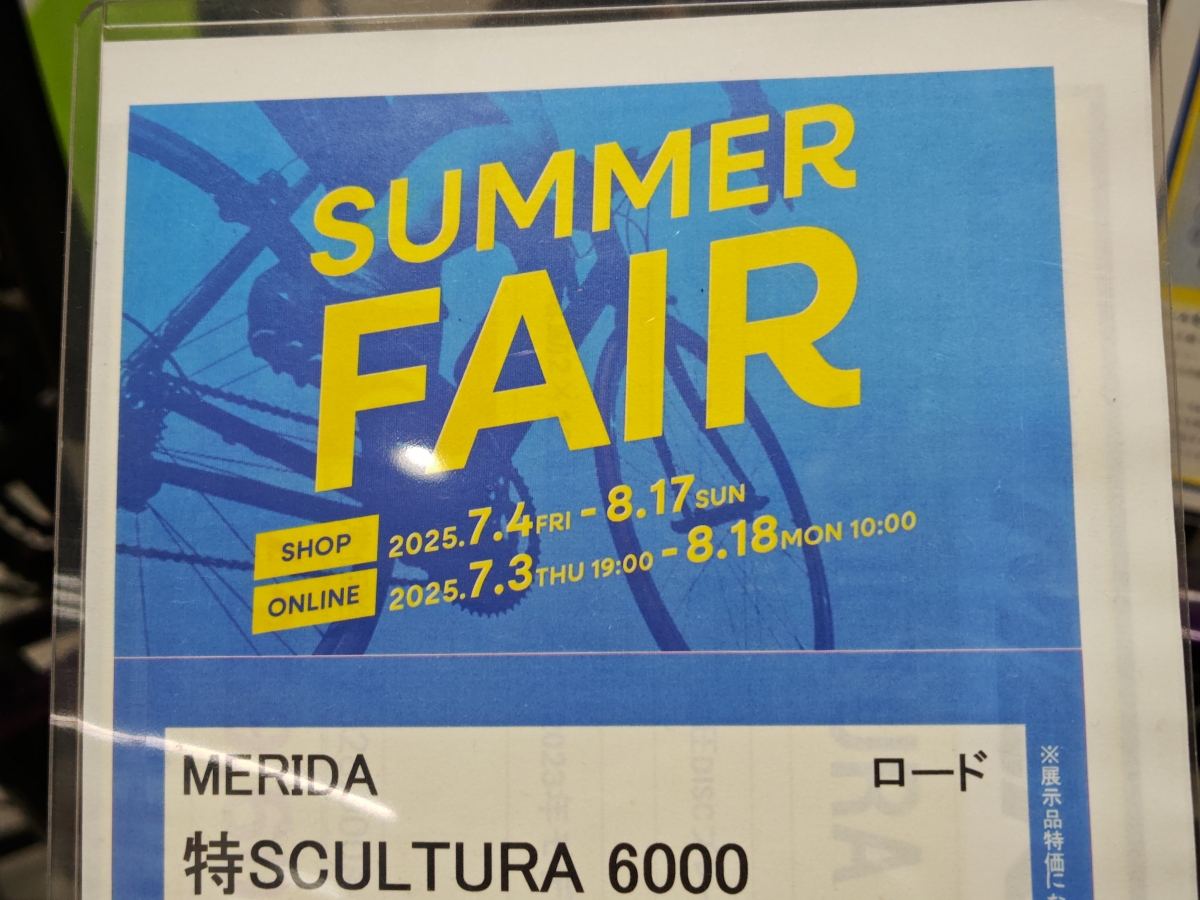 SUMMER
FAIR
SHOP 2025.7.4FRI - 8.17SUN
ONLINE 2025.7.3THU 19:00 - 8.18MON 10:00
MERIDA ロード
特SCULTURA 6000
※展示品特価に